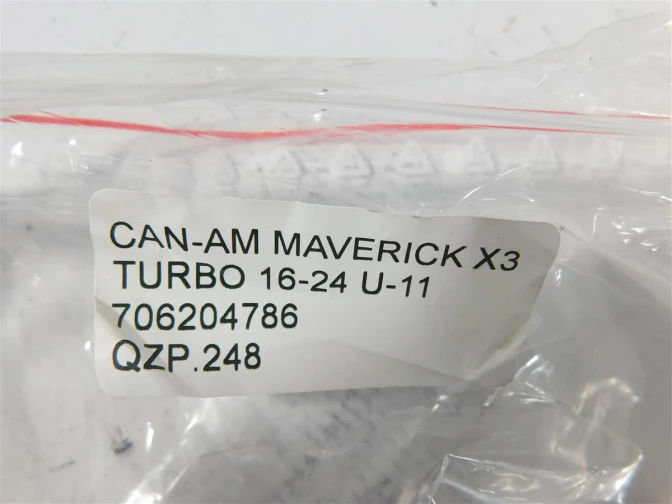 CAN-AM MAVERICK X3
TURBO 16-24 U-11
706204786
QZP.248